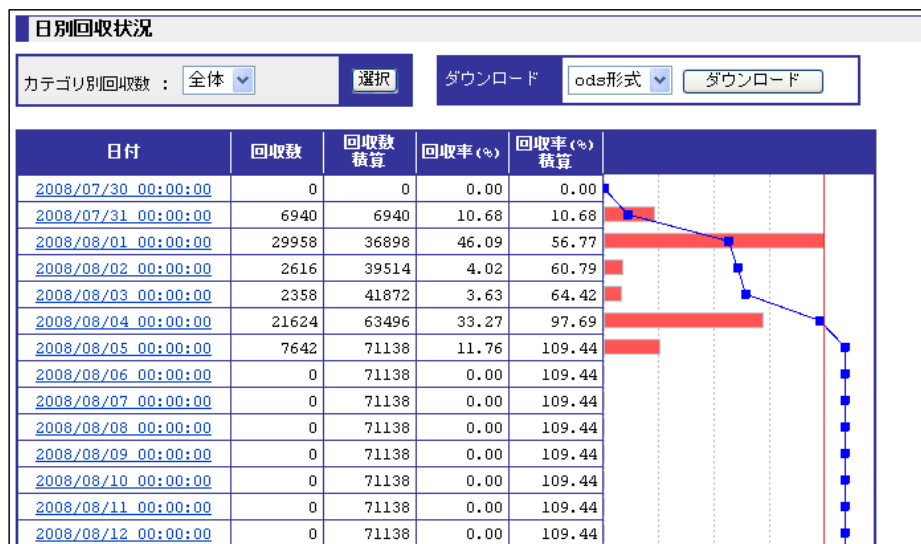 日別回収状況
カテゴリ別回収数 : 全体 選択 ダウンロード ods形式 ダウンロード
日付 回収数 回収数積算 回収率(%) 回収率(%)積算
2008/07/30 00:00:00 0 0 0.00 0.00
2008/07/31 00:00:00 6940 6940 10.68 10.68
2008/08/01 00:00:00 29958 36898 46.09 56.77
2008/08/02 00:00:00 2616 39514 4.02 60.79
2008/08/03 00:00:00 2358 41872 3.63 64.42
2008/08/04 00:00:00 21624 63496 33.27 97.69
2008/08/05 00:00:00 7642 71138 11.76 109.44
2008/08/06 00:00:00 0 71138 0.00 109.44
2008/08/07 00:00:00 0 71138 0.00 109.44
2008/08/08 00:00:00 0 71138 0.00 109.44
2008/08/09 00:00:00 0 71138 0.00 109.44
2008/08/10 00:00:00 0 71138 0.00 109.44
2008/08/11 00:00:00 0 71138 0.00 109.44
2008/08/12 00:00:00 0 71138 0.00 109.44